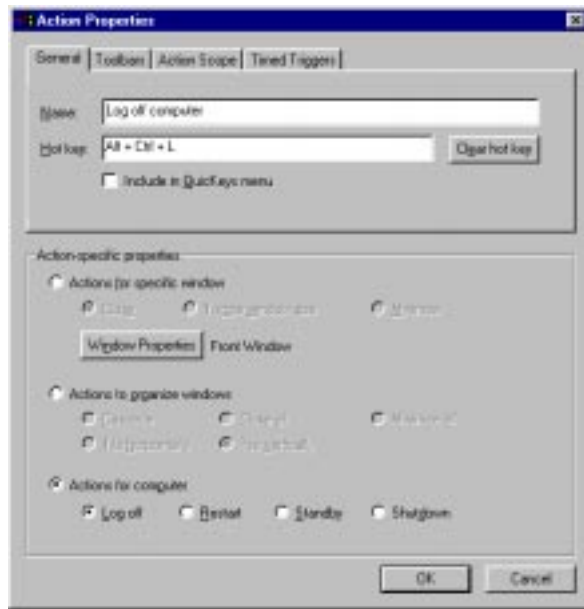 Action Properties
General Toolbars Action Scope Timed Triggers
Name: Log off computer
Hot key: Alt + Ctrl + L Clear hot key
Include in QuicKeys menu
Action-specific properties
Actions for specific window
Window Properties Front Window
Actions to organize windows
Actions for computer
Log off Restart Standby Shutdown
OK Cancel